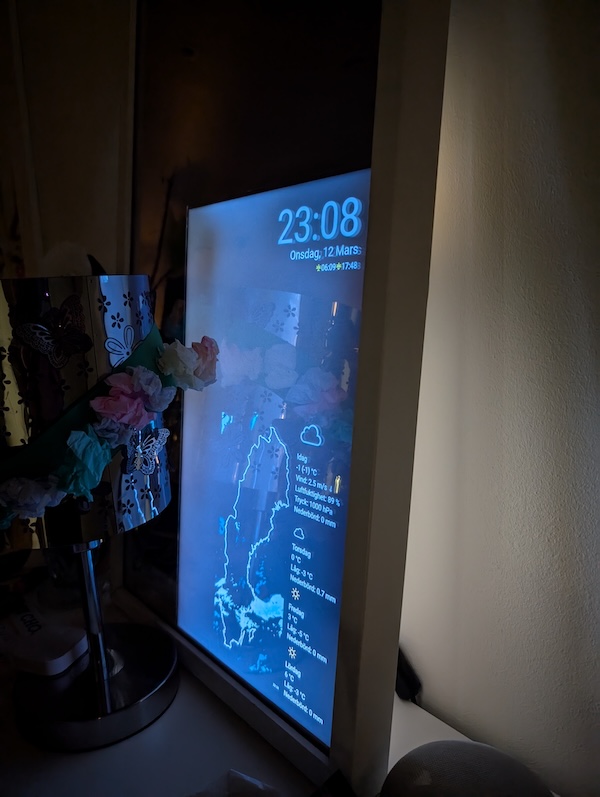 23:08
Onsdag, 12 Mars
06:09 17:48
Idag
-1 (-1) °C
Vind: 2.5 m/s
Luftfuktighet: 89 %
Tryck: 1000 hPa
Nederbörd: 0 mm
Torsdag
0 °C
Låg: -3 °C
Nederbörd: 0.7 mm
Fredag
3 °C
Låg: -5 °C
Nederbörd: 0 mm
Lördag
6 °C
Låg: -3 °C
Nederbörd: 0 mm